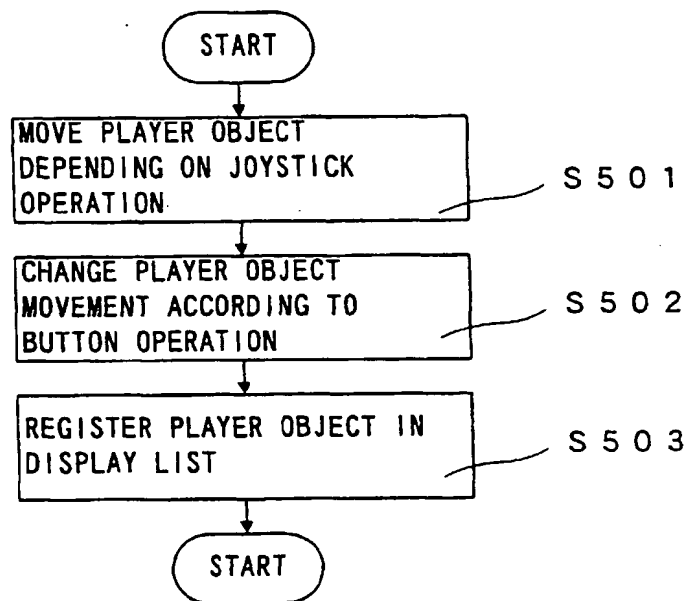 START
MOVE PLAYER OBJECT
DEPENDING ON JOYSTICK
OPERATION
S501
CHANGE PLAYER OBJECT
MOVEMENT ACCORDING TO
BUTTON OPERATION
S502
REGISTER PLAYER OBJECT IN
DISPLAY LIST
S503
START